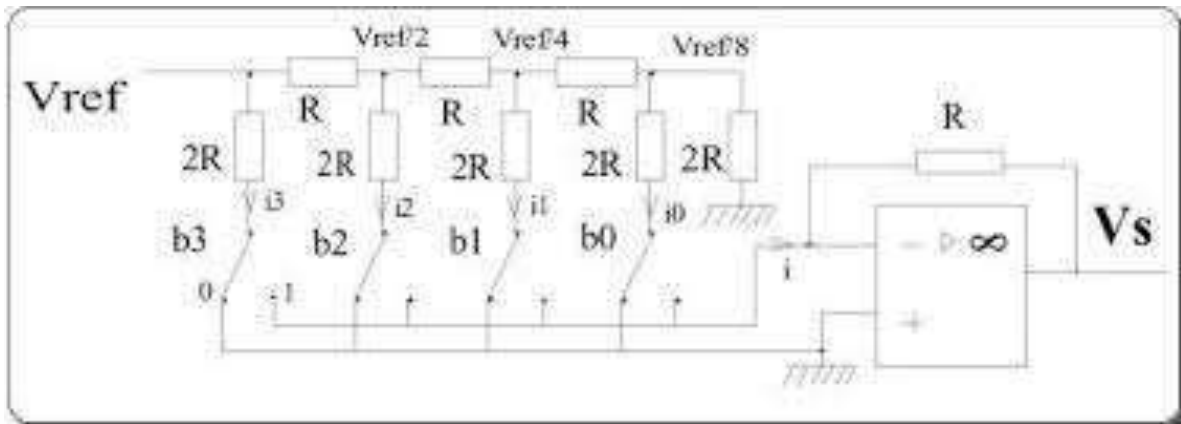 Vref/2 Vref/4 Vref/8
Vref
R R R R
2R 2R 2R 2R 2R
i3 i2 i1 i0
b3 b2 b1 b0
Vs
− ▷ ∞
0 1
i
+